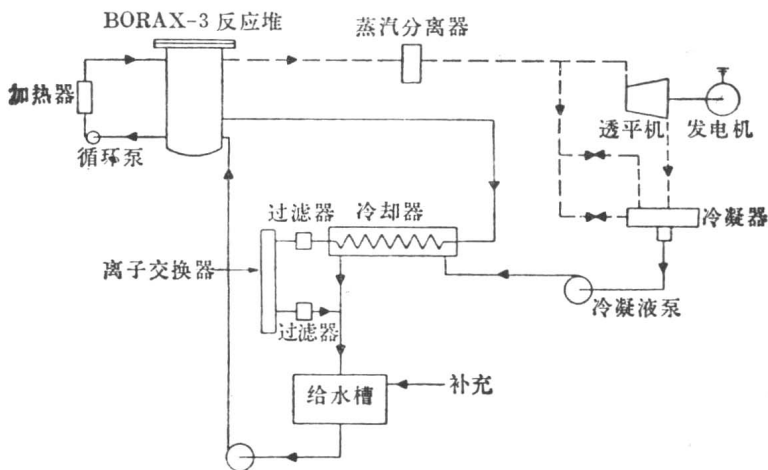 BORAX-3 反应堆
蒸汽分离器
加热器
循环泵
透平机
发电机
过滤器
冷却器
冷凝器
离子交换器
过滤器
冷凝液泵
给水槽
补充